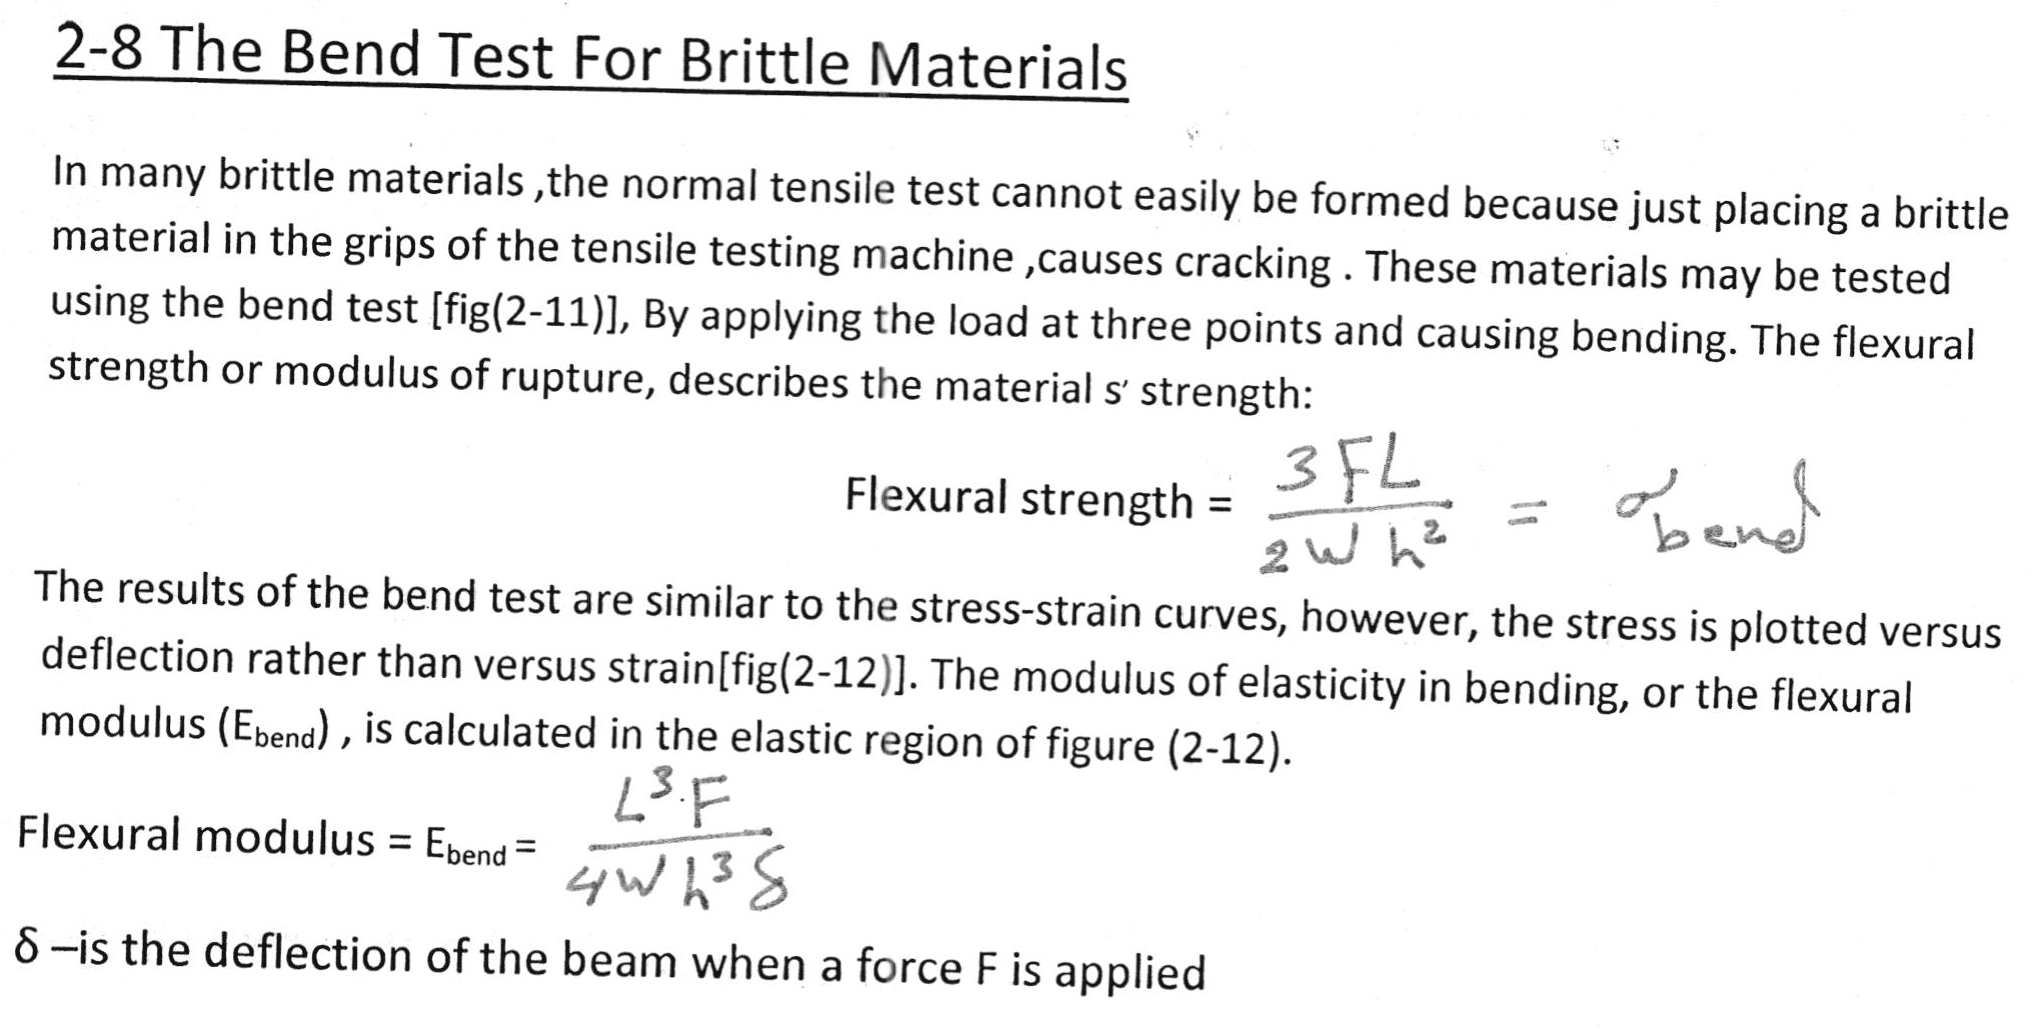 2-8 The Bend Test For Brittle Materials
In many brittle materials ,the normal tensile test cannot easily be formed because just placing a brittle
material in the grips of the tensile testing machine ,causes cracking . These materials may be tested
using the bend test [fig(2-11)], By applying the load at three points and causing bending. The flexural
strength or modulus of rupture, describes the material s' strength:
Flexural strength = 3FL / 2Wh² = σbend
The results of the bend test are similar to the stress-strain curves, however, the stress is plotted versus
deflection rather than versus strain[fig(2-12)]. The modulus of elasticity in bending, or the flexural
modulus (Ebend) , is calculated in the elastic region of figure (2-12).
Flexural modulus = Ebend = L³.F / 4Wh³δ
δ –is the deflection of the beam when a force F is applied